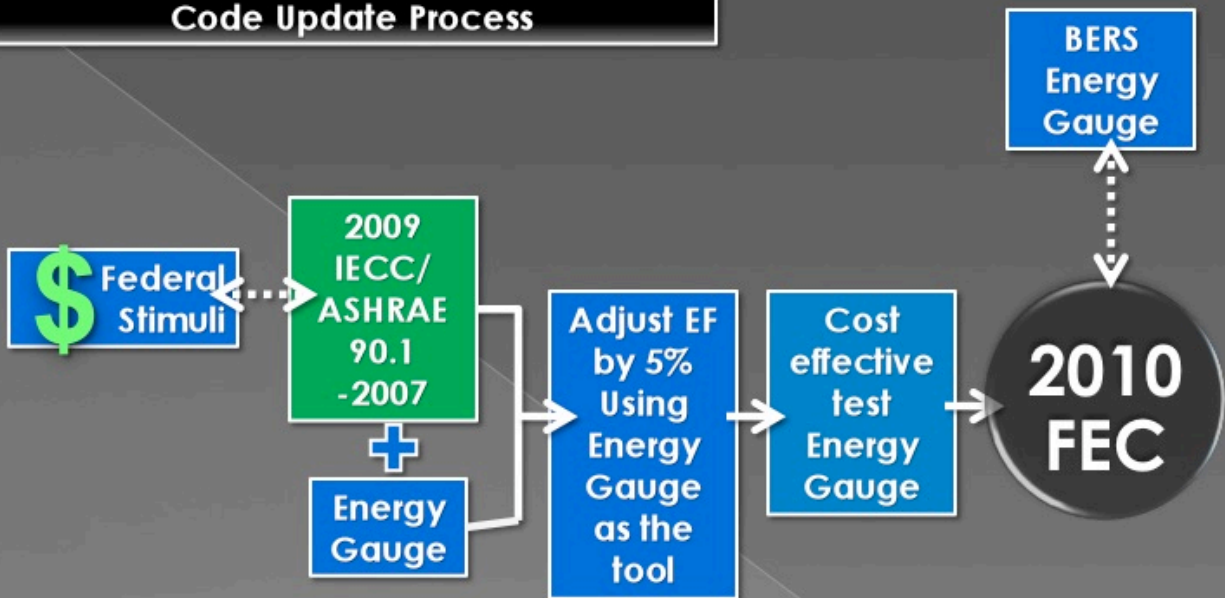 Code Update Process
BERS
Energy
Gauge
$ Federal
Stimuli
2009
IECC/
ASHRAE
90.1
-2007
+
Energy
Gauge
Adjust EF
by 5%
Using
Energy
Gauge
as the
tool
Cost
effective
test
Energy
Gauge
2010
FEC